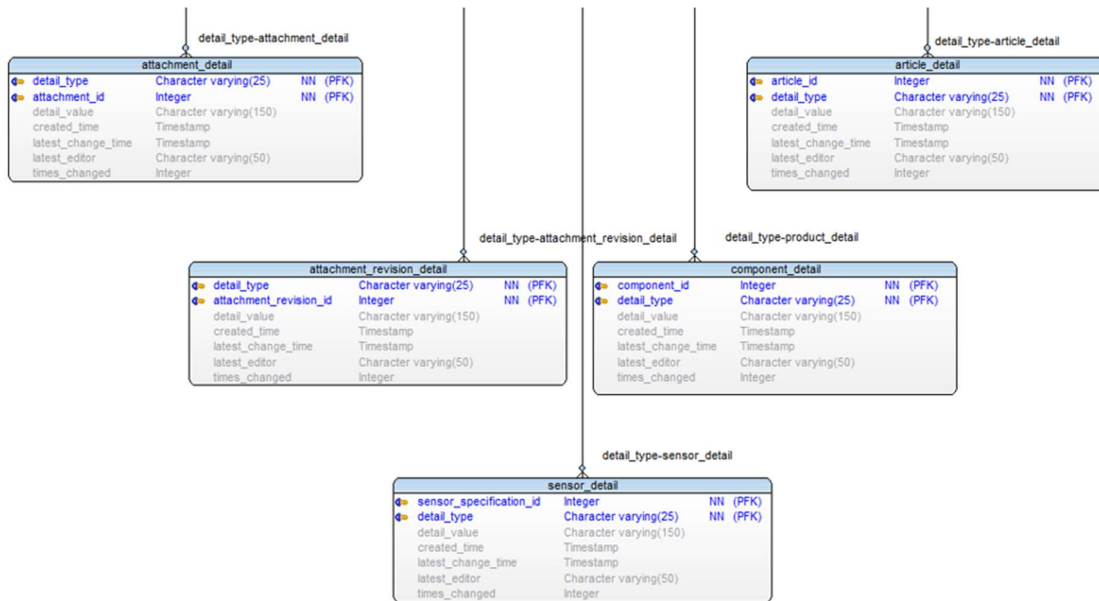 detail_type-attachment_detail
attachment_detail
detail_type Character varying(25) NN (PFK)
attachment_id Integer NN (PFK)
detail_value Character varying(150)
created_time Timestamp
latest_change_time Timestamp
latest_editor Character varying(50)
times_changed Integer
detail_type-article_detail
article_detail
article_id Integer NN (PFK)
detail_type Character varying(25) NN (PFK)
detail_value Character varying(150)
created_time Timestamp
latest_change_time Timestamp
latest_editor Character varying(50)
times_changed Integer
detail_type-attachment_revision_detail
attachment_revision_detail
detail_type Character varying(25) NN (PFK)
attachment_revision_id Integer NN (PFK)
detail_value Character varying(150)
created_time Timestamp
latest_change_time Timestamp
latest_editor Character varying(50)
times_changed Integer
detail_type-product_detail
component_detail
component_id Integer NN (PFK)
detail_type Character varying(25) NN (PFK)
detail_value Character varying(150)
created_time Timestamp
latest_change_time Timestamp
latest_editor Character varying(50)
times_changed Integer
detail_type-sensor_detail
sensor_detail
sensor_specification_id Integer NN (PFK)
detail_type Character varying(25) NN (PFK)
detail_value Character varying(150)
created_time Timestamp
latest_change_time Timestamp
latest_editor Character varying(50)
times_changed Integer